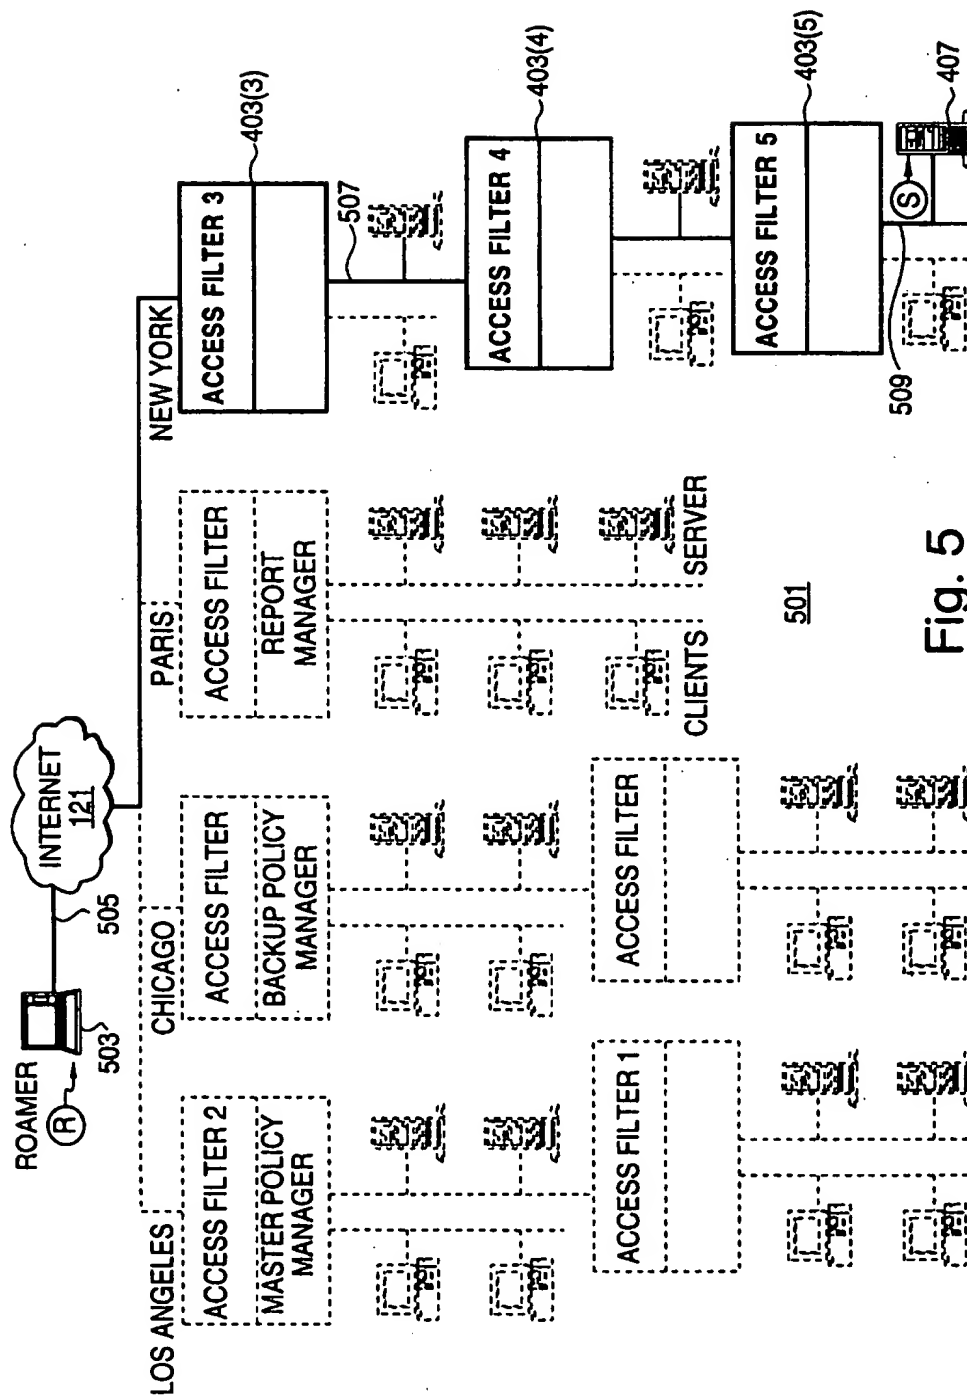 ROAMER
R
503
505
INTERNET
121
LOS ANGELES
CHICAGO
PARIS
NEW YORK
ACCESS FILTER 2
MASTER POLICY
MANAGER
ACCESS FILTER
BACKUP POLICY
MANAGER
ACCESS FILTER
REPORT
MANAGER
ACCESS FILTER 3
403(3)
507
ACCESS FILTER 4
403(4)
ACCESS FILTER 1
ACCESS FILTER
CLIENTS
SERVER
ACCESS FILTER 5
403(5)
501
509
S
407
Fig. 5